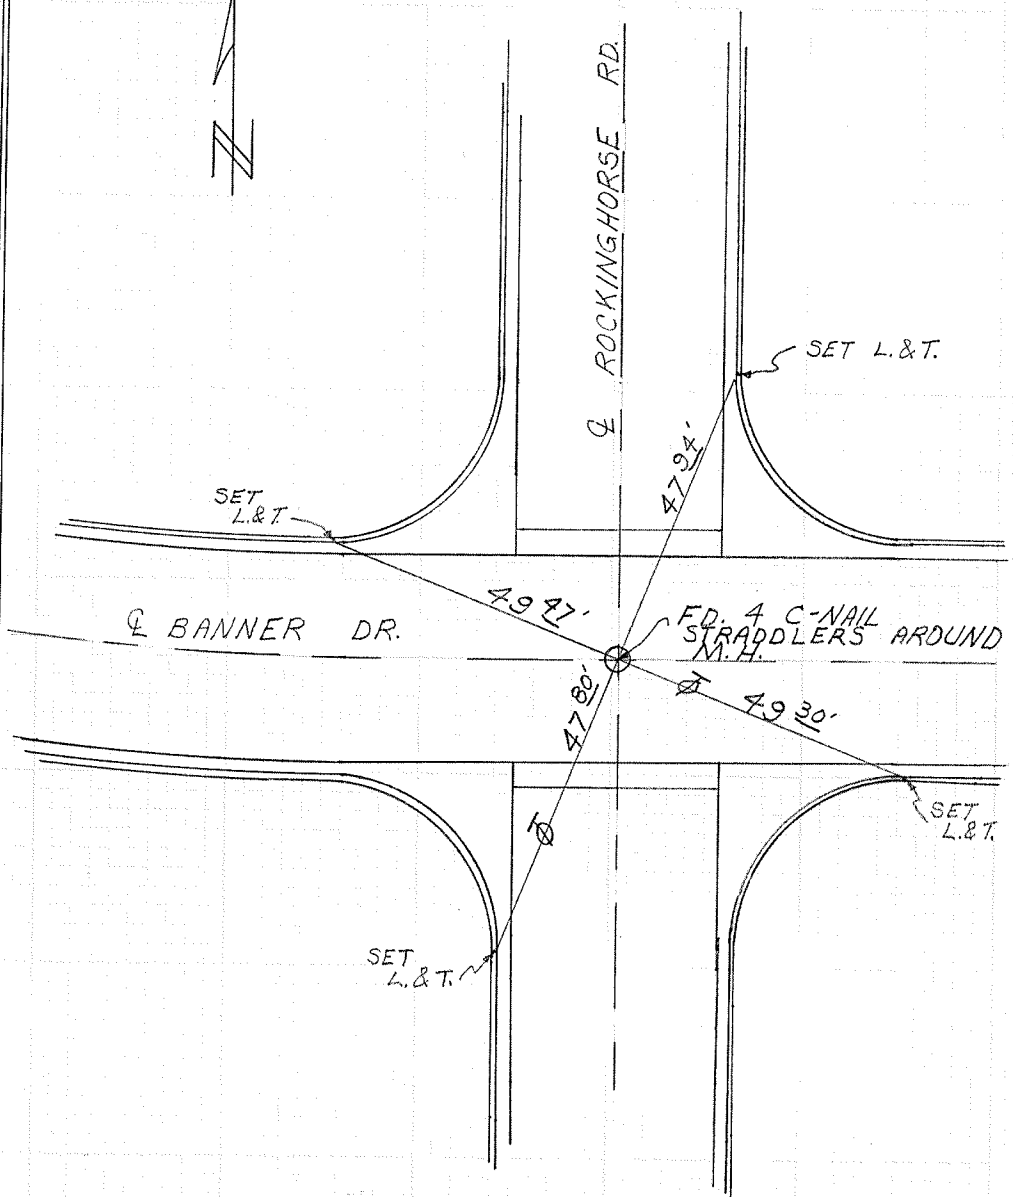 N
℄ ROCKINGHORSE RD.
SET L.&T.
47 94'
SET
L.&T.
49 47'
℄ BANNER DR.
FD. 4 C-NAIL
STRADDLERS AROUND
M.H.
47 80'
49 30'
SET
L.&T.
SET
L.&T.